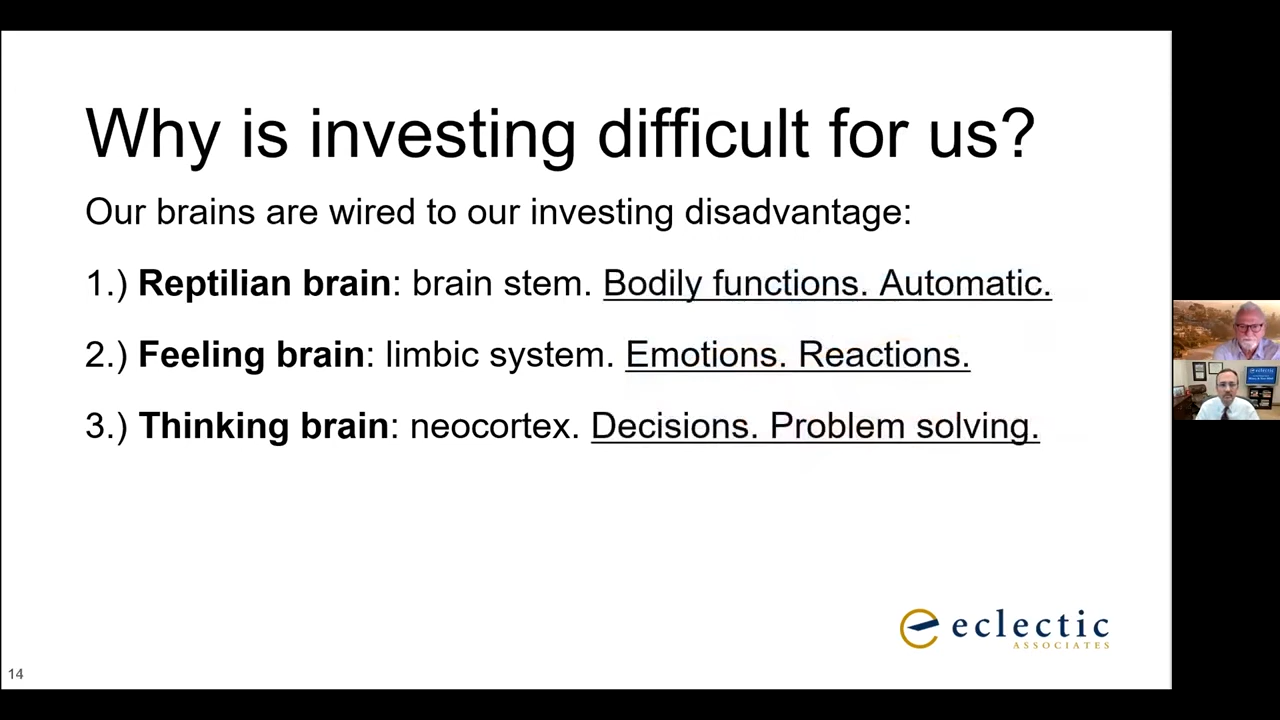 Why is investing difficult for us?
Our brains are wired to our investing disadvantage:
1.) Reptilian brain: brain stem. Bodily functions. Automatic.
2.) Feeling brain: limbic system. Emotions. Reactions.
3.) Thinking brain: neocortex. Decisions. Problem solving.
eclectic
ASSOCIATES
14